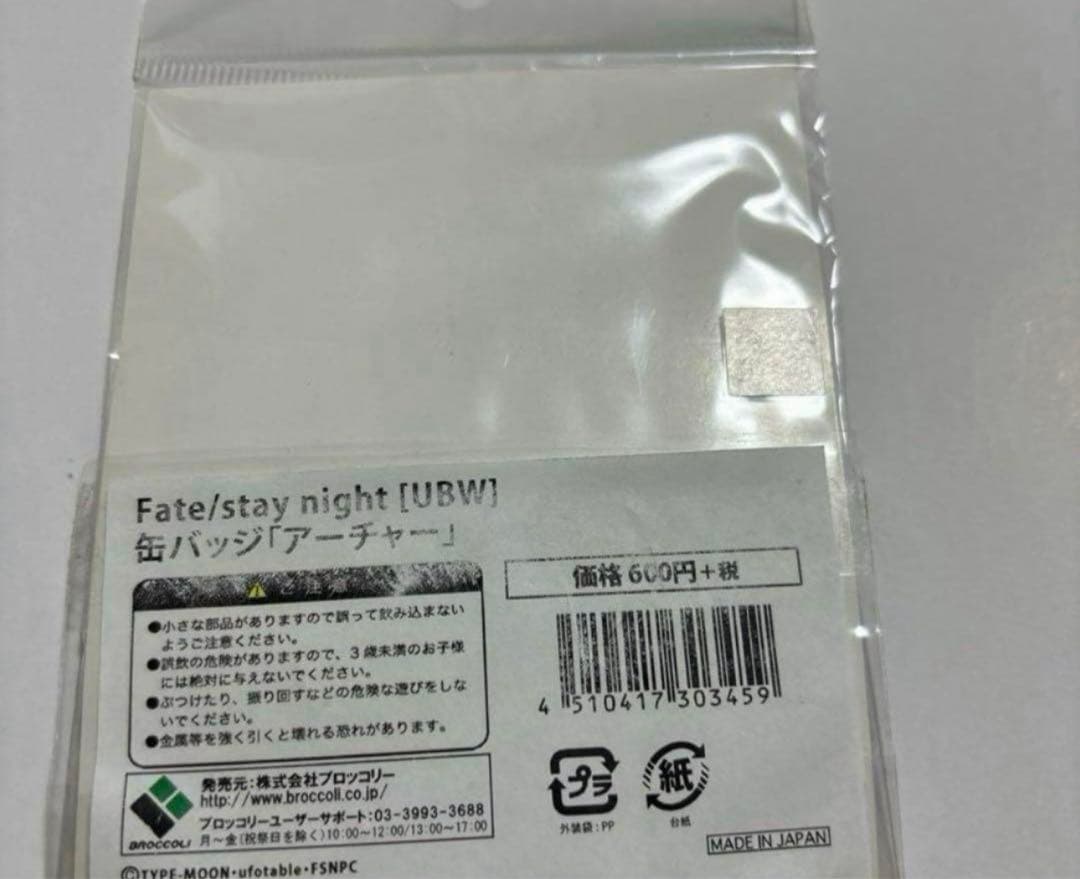 Fate/stay night [UBW]
缶バッジ「アーチャー」
ご注意
●小さな部品がありますので誤って飲み込まない
ようご注意ください。
●誤飲の危険がありますので、3歳未満のお子様
には絶対に与えないでください。
●ぶつけたり、振り回すなどの危険な遊びをしな
いでください。
●金属等を強く引くと壊れる恐れがあります。
価格 600円+税
4 510417 303459
発売元:株式会社ブロッコリー
http://www.broccoli.co.jp/
ブロッコリーユーザーサポート:03-3993-3688
月～金(祝祭日を除く)10:00～12:00/13:00～17:00
BROCCOLI
プラ
外装袋:PP
紙
台紙
MADE IN JAPAN
©TYPE-MOON・ufotable・FSNPC